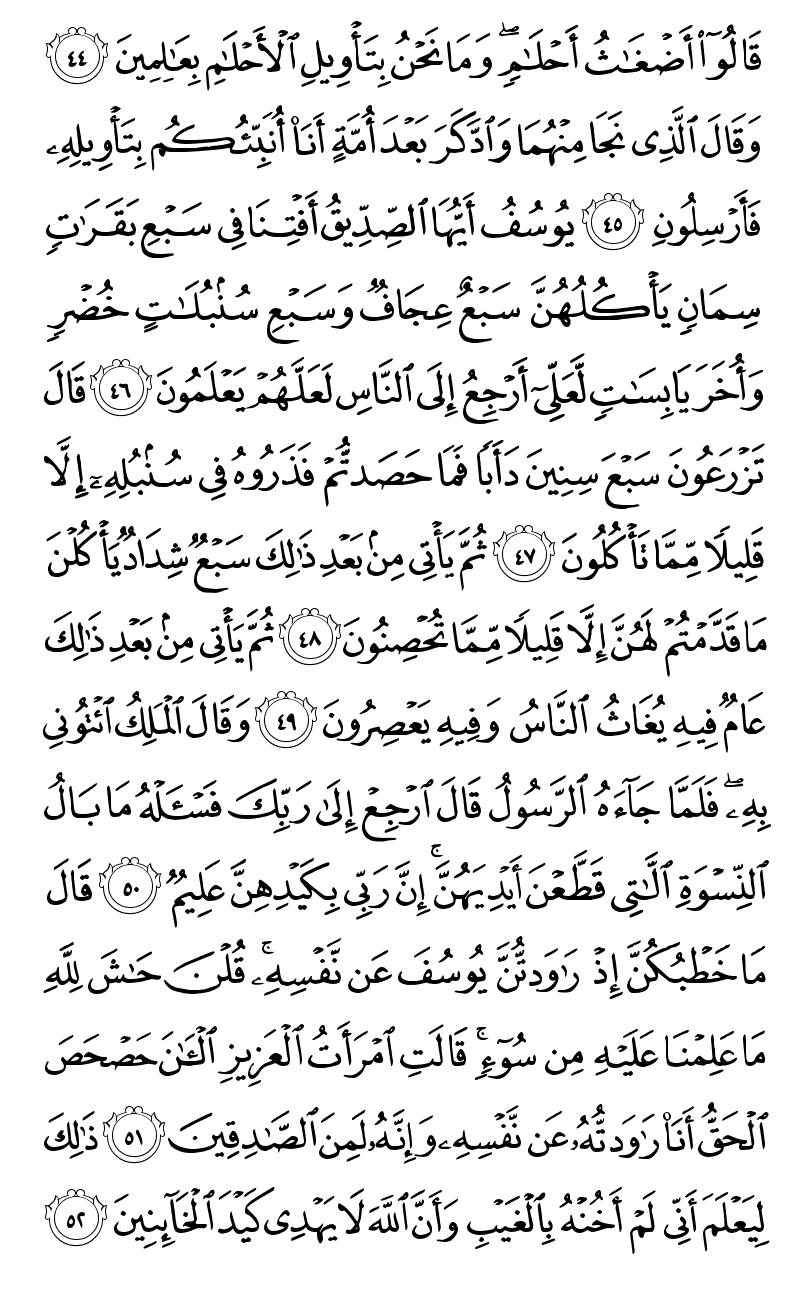 قَالُوٓا۟ أَضْغَـٰثُ أَحْلَـٰمٍۢ ۖ وَمَا نَحْنُ بِتَأْوِيلِ ٱلْأَحْلَـٰمِ بِعَـٰلِمِينَ ٤٤
وَقَالَ ٱلَّذِى نَجَا مِنْهُمَا وَٱدَّكَرَ بَعْدَ أُمَّةٍ أَنَا۠ أُنَبِّئُكُم بِتَأْوِيلِهِۦ
فَأَرْسِلُونِ ٤٥ يُوسُفُ أَيُّهَا ٱلصِّدِّيقُ أَفْتِنَا فِى سَبْعِ بَقَرَٰتٍۢ
سِمَانٍۢ يَأْكُلُهُنَّ سَبْعٌ عِجَافٌۭ وَسَبْعِ سُنۢبُلَـٰتٍ خُضْرٍۢ
وَأُخَرَ يَابِسَـٰتٍۢ لَّعَلِّىٓ أَرْجِعُ إِلَى ٱلنَّاسِ لَعَلَّهُمْ يَعْلَمُونَ ٤٦ قَالَ
تَزْرَعُونَ سَبْعَ سِنِينَ دَأَبًۭا فَمَا حَصَدتُّمْ فَذَرُوهُ فِى سُنۢبُلِهِۦٓ إِلَّا
قَلِيلًۭا مِّمَّا تَأْكُلُونَ ٤٧ ثُمَّ يَأْتِى مِنۢ بَعْدِ ذَٰلِكَ سَبْعٌۭ شِدَادٌۭ يَأْكُلْنَ
مَا قَدَّمْتُمْ لَهُنَّ إِلَّا قَلِيلًۭا مِّمَّا تُحْصِنُونَ ٤٨ ثُمَّ يَأْتِى مِنۢ بَعْدِ ذَٰلِكَ
عَامٌۭ فِيهِ يُغَاثُ ٱلنَّاسُ وَفِيهِ يَعْصِرُونَ ٤٩ وَقَالَ ٱلْمَلِكُ ٱئْتُونِى
بِهِۦ ۖ فَلَمَّا جَآءَهُ ٱلرَّسُولُ قَالَ ٱرْجِعْ إِلَىٰ رَبِّكَ فَسْـَٔلْهُ مَا بَالُ
ٱلنِّسْوَةِ ٱلَّـٰتِى قَطَّعْنَ أَيْدِيَهُنَّ ۚ إِنَّ رَبِّى بِكَيْدِهِنَّ عَلِيمٌۭ ٥٠ قَالَ
مَا خَطْبُكُنَّ إِذْ رَٰوَدتُّنَّ يُوسُفَ عَن نَّفْسِهِۦ ۚ قُلْنَ حَـٰشَ لِلَّهِ
مَا عَلِمْنَا عَلَيْهِ مِن سُوٓءٍۢ ۚ قَالَتِ ٱمْرَأَتُ ٱلْعَزِيزِ ٱلْـَٔـٰنَ حَصْحَصَ
ٱلْحَقُّ أَنَا۠ رَٰوَدتُّهُۥ عَن نَّفْسِهِۦ وَإِنَّهُۥ لَمِنَ ٱلصَّـٰدِقِينَ ٥١ ذَٰلِكَ
لِيَعْلَمَ أَنِّى لَمْ أَخُنْهُ بِٱلْغَيْبِ وَأَنَّ ٱللَّهَ لَا يَهْدِى كَيْدَ ٱلْخَآئِنِينَ ٥٢